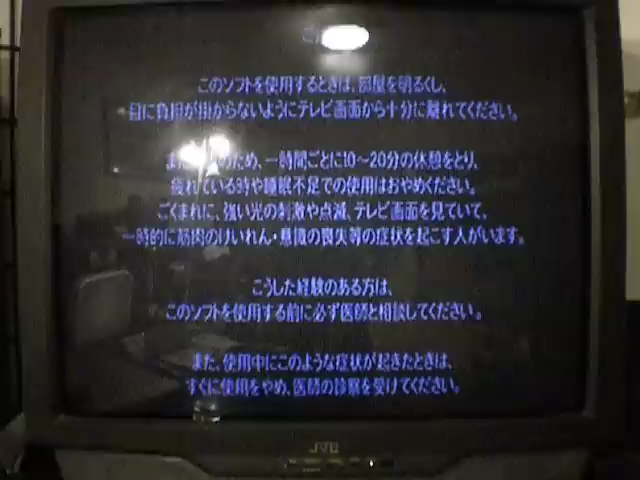 このソフトを使用するときは、部屋を明るくし、
目に負担が掛からないようにテレビ画面から十分に離れてください。
また のため、一時間ごとに10～20分の休憩をとり、
疲れている時や睡眠不足での使用はおやめください。
ごくまれに、強い光の刺激や点滅、テレビ画面を見ていて、
一時的に筋肉のけいれん・意識の喪失等の症状を起こす人がいます。
こうした経験のある方は、
このソフトを使用する前に必ず医師と相談してください。
また、使用中にこのような症状が起きたときは、
すぐに使用をやめ、医師の診察を受けてください。
JVC